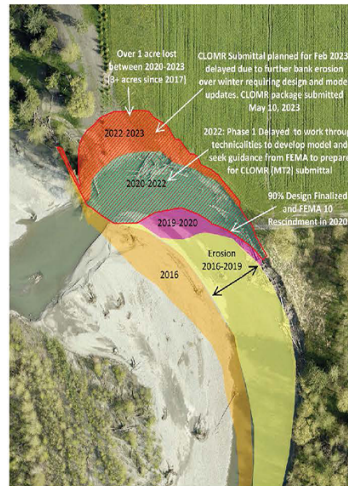 Over 1 acre lost
between 2020-2023
(3+ acres since 2017)
CLOMR Submittal planned for Feb 2023
delayed due to further bank erosion
over winter requiring design and model
updates. CLOMR package submitted
May 10, 2023
2022-2023
2022: Phase 1 Delayed to work through
technicalities to develop model and
seek guidance from FEMA to prepare
for CLOMR (MT2) submittal
2020-2022
90% Design Finalized
and FEMA 10
Rescindment in 2020
2019-2020
Erosion
2016-2019
2016